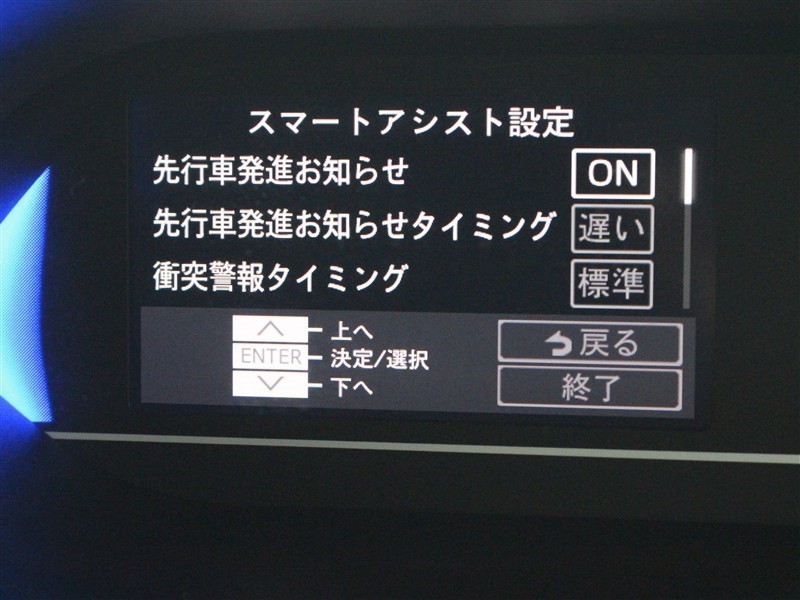 スマートアシスト設定
先行車発進お知らせ ON
先行車発進お知らせタイミング 遅い
衝突警報タイミング 標準
上へ
ENTER 決定/選択
下へ
戻る
終了